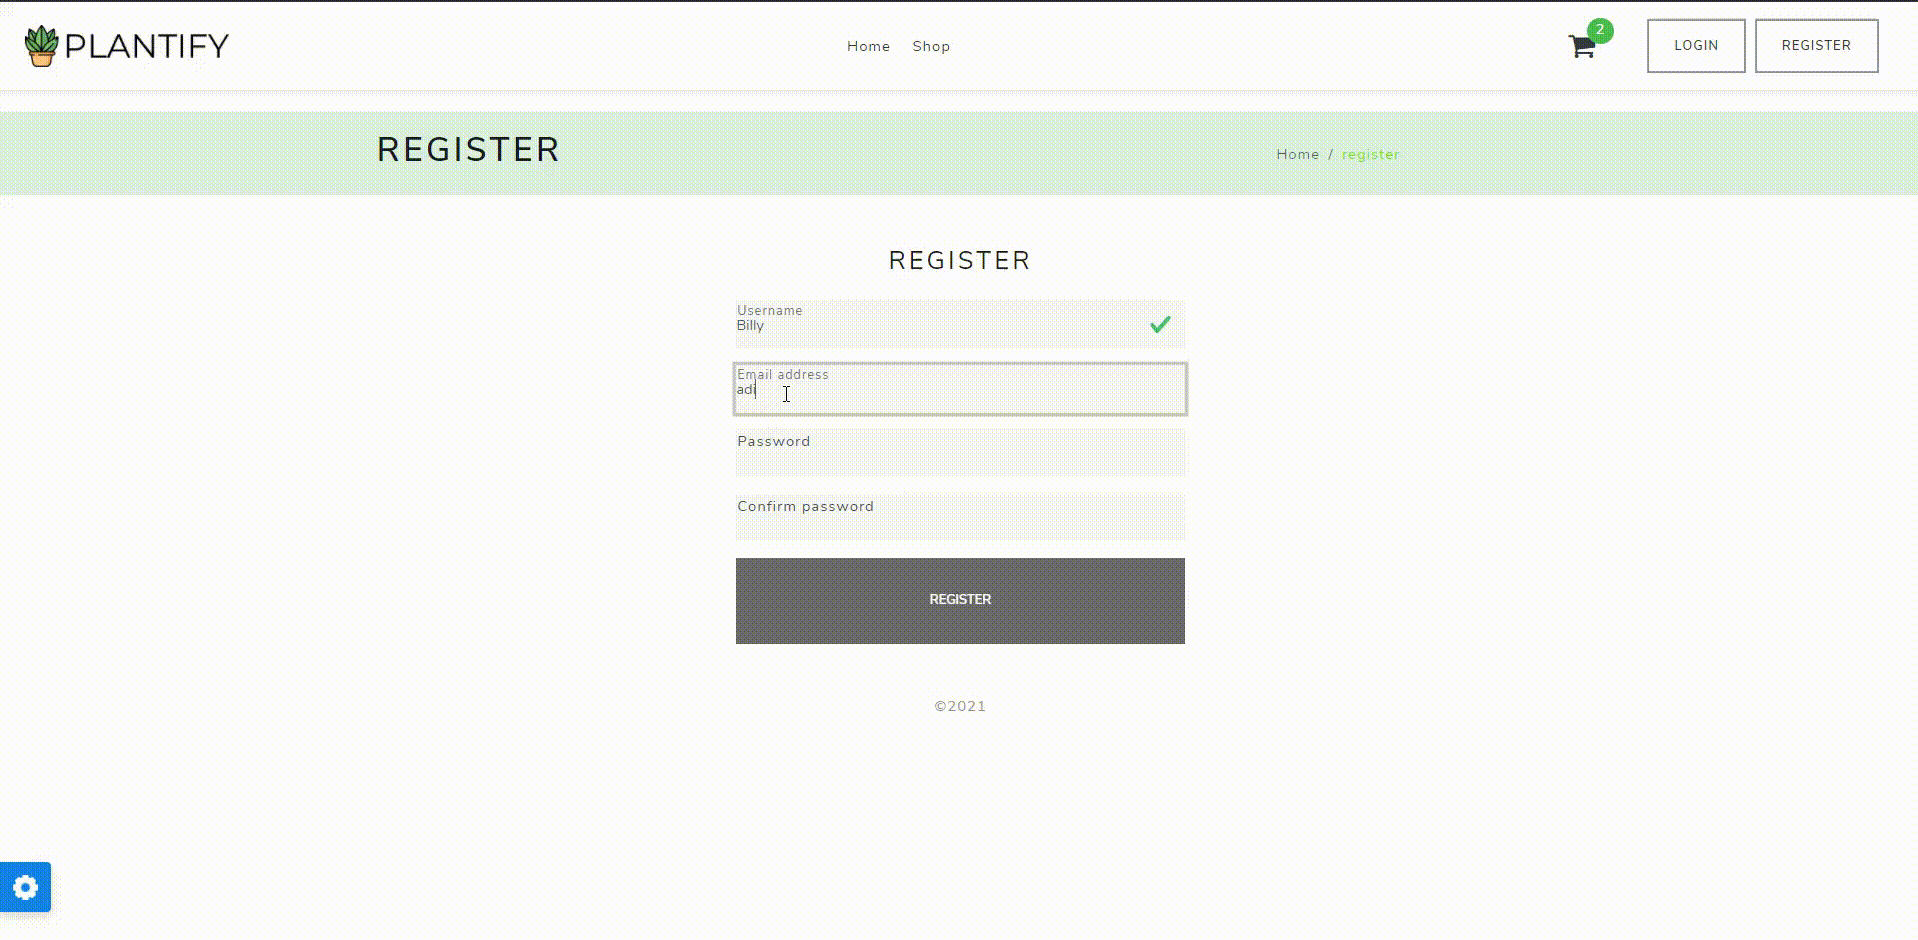 PLANTIFY
Home Shop
2
LOGIN
REGISTER
REGISTER
Home / register
REGISTER
Username
Billy
Email address
adi
Password
Confirm password
REGISTER
©2021